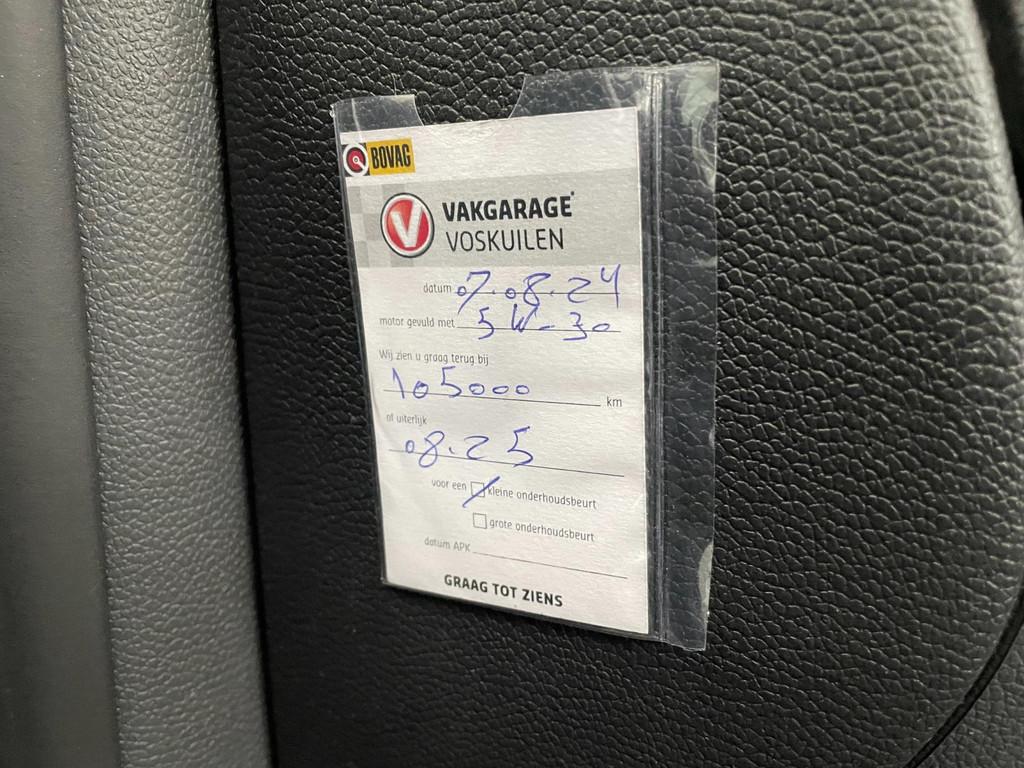 BOVAG
VAKGARAGE
VOSKUILEN
datum 07.08.24
motor gevuld met 5W-30
Wij zien u graag terug bij
105000 km
of uiterlijk
08.25
voor een kleine onderhoudsbeurt
grote onderhoudsbeurt
datum APK
GRAAG TOT ZIENS